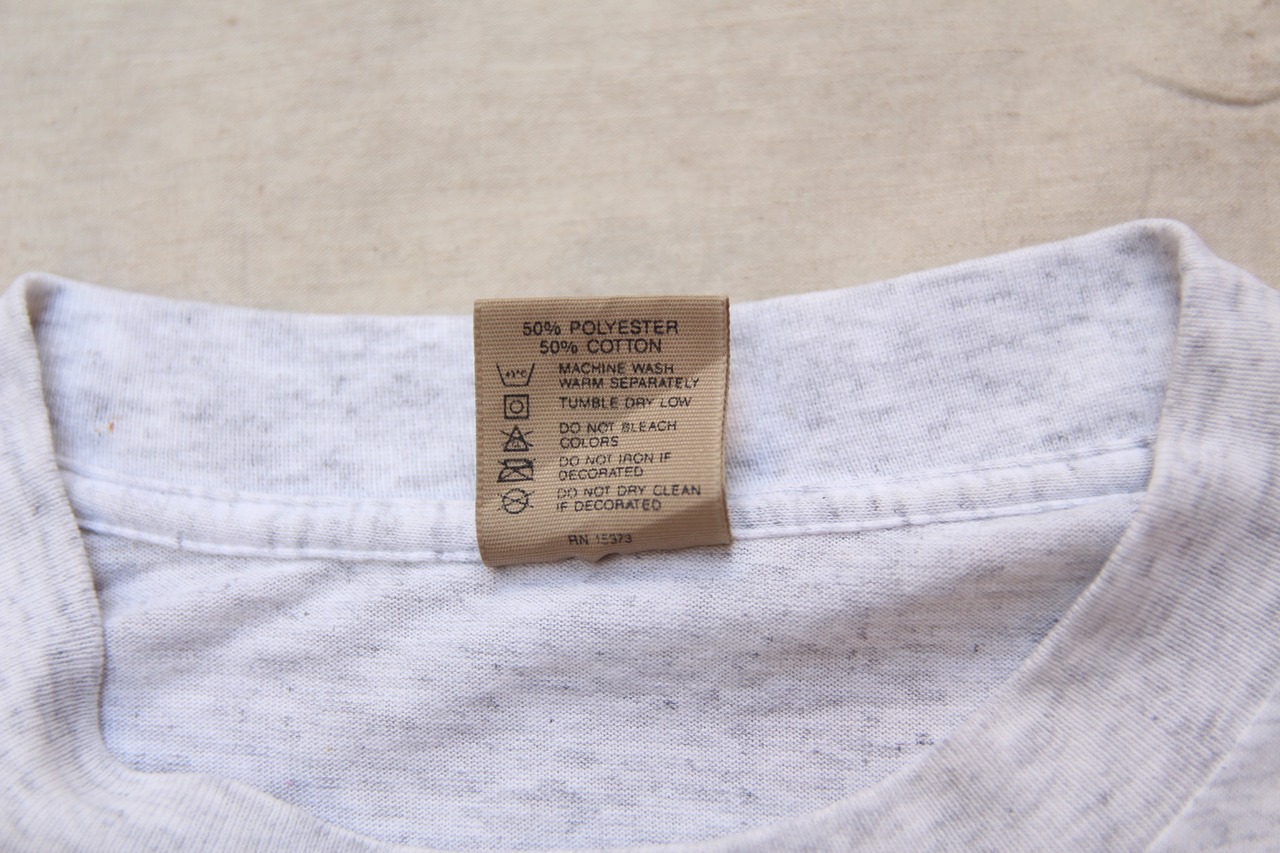 50% POLYESTER
50% COTTON
MACHINE WASH
WARM SEPARATELY
TUMBLE DRY LOW
DO NOT BLEACH
COLORS
DO NOT IRON IF
DECORATED
DO NOT DRY CLEAN
IF DECORATED
RN 15373